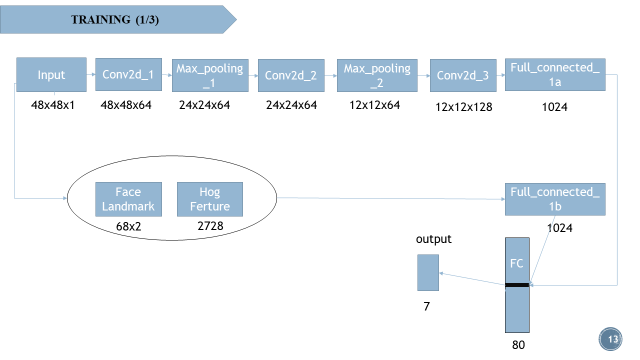 TRAINING (1/3)
Input
Conv2d_1
Max_pooling
_1
Conv2d_2
Max_pooling
_2
Conv2d_3
Full_connected_
1a
48x48x1
48x48x64
24x24x64
24x24x64
12x12x64
12x12x128
1024
Face
Landmark
Hog
Ferture
Full_connected_
1b
68x2
2728
1024
output
FC
7
80
13